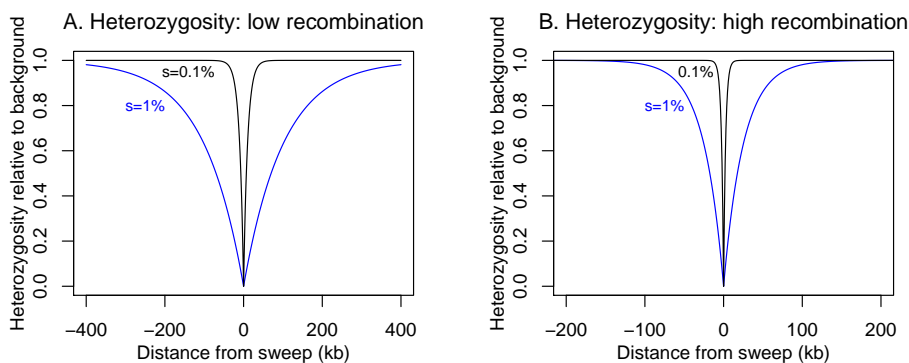 A. Heterozygosity: low recombination
Heterozygosity relative to background
0.0 0.2 0.4 0.6 0.8 1.0
s=0.1%
s=1%
−400 −200 0 200 400
Distance from sweep (kb)
B. Heterozygosity: high recombination
Heterozygosity relative to background
0.0 0.2 0.4 0.6 0.8 1.0
0.1%
s=1%
−200 −100 0 100 200
Distance from sweep (kb)